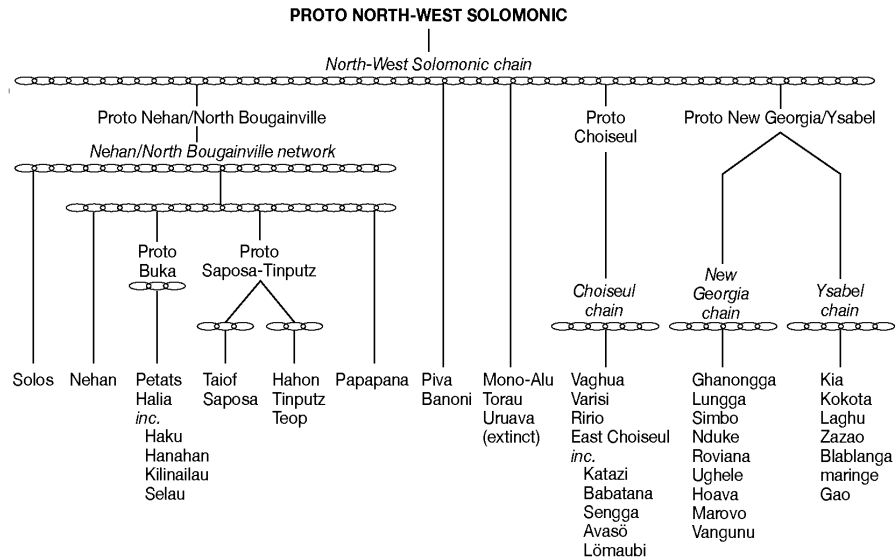 PROTO NORTH-WEST SOLOMONIC
North-West Solomonic chain
Proto Nehan/North Bougainville
Proto
Choiseul
Proto New Georgia/Ysabel
Nehan/North Bougainville network
Proto
Buka
Proto
Saposa-Tinputz
Choiseul
chain
New
Georgia
chain
Ysabel
chain
Solos
Nehan
Petats
Halia
inc.
Haku
Hanahan
Kilinailau
Selau
Taiof
Saposa
Hahon
Tinputz
Teop
Papapana
Piva
Banoni
Mono-Alu
Torau
Uruava
(extinct)
Vaghua
Varisi
Ririo
East Choiseul
inc.
Katazi
Babatana
Sengga
Avasö
Lömaubi
Ghanongga
Lungga
Simbo
Nduke
Roviana
Ughele
Hoava
Marovo
Vangunu
Kia
Kokota
Laghu
Zazao
Blablanga
maringe
Gao